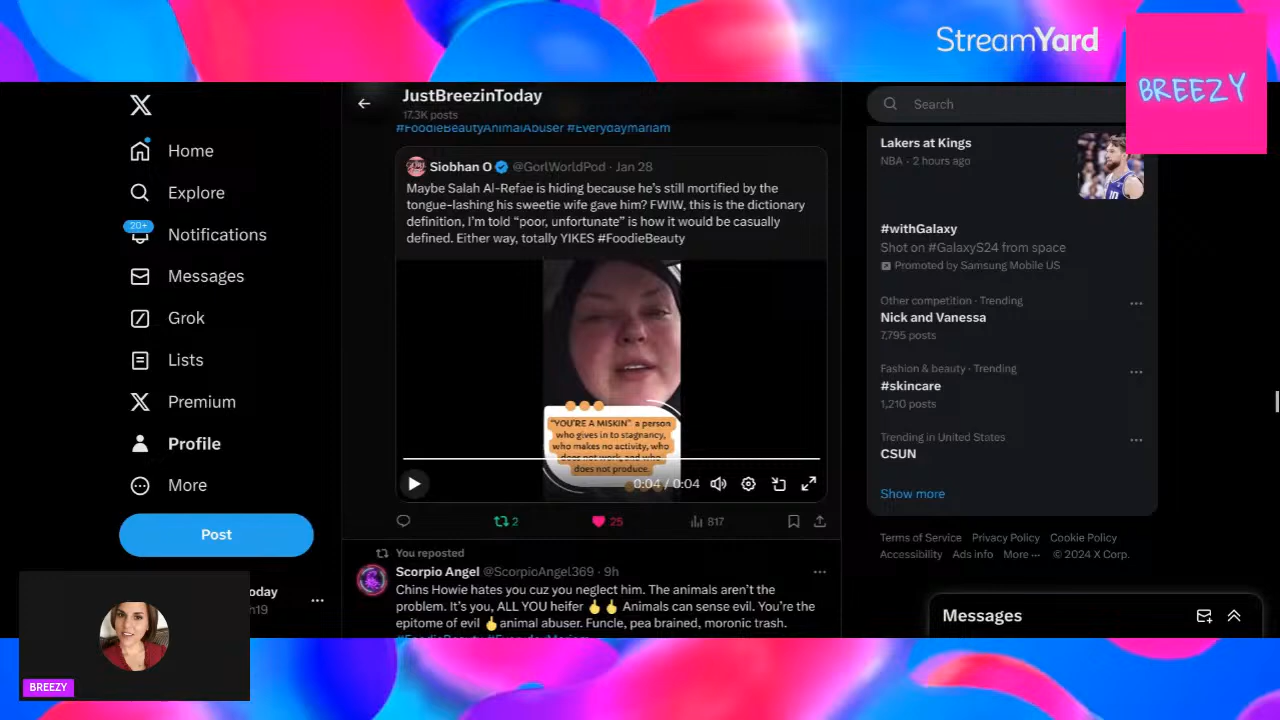 StreamYard
BREEZY
JustBreezinToday
17.3K posts
Search
Home
Explore
20+
Notifications
Messages
Grok
Lists
Premium
Profile
More
Post
oday
n19
#FoodieBeautyAnimalAbuser #Everydaymariam
Siobhan O @GorlWorldPod · Jan 28
Maybe Salah Al-Refae is hiding because he's still mortified by the
tongue-lashing his sweetie wife gave him? FWIW, this is the dictionary
definition, I'm told "poor, unfortunate" is how it would be casually
defined. Either way, totally YIKES #FoodieBeauty
"YOU'RE A MISKIN" a person
who gives in to stagnancy,
who makes no activity, who
does not work, and who
does not produce.
0:04 / 0:04
2
25
817
You reposted
Scorpio Angel @ScorpioAngel369 · 9h
Chins Howie hates you cuz you neglect him. The animals aren't the
problem. It's you, ALL YOU heifer 👆👆 Animals can sense evil. You're the
epitome of evil 👆animal abuser. Funcle, pea brained, moronic trash.
#FoodieBeauty #EverydayMariam
Lakers at Kings
NBA · 2 hours ago
#withGalaxy
Shot on #GalaxyS24 from space
Promoted by Samsung Mobile US
Other competition · Trending
Nick and Vanessa
7,795 posts
Fashion & beauty · Trending
#skincare
1,210 posts
Trending in United States
CSUN
Show more
Terms of Service Privacy Policy Cookie Policy
Accessibility Ads info More ··· © 2024 X Corp.
Messages
BREEZY